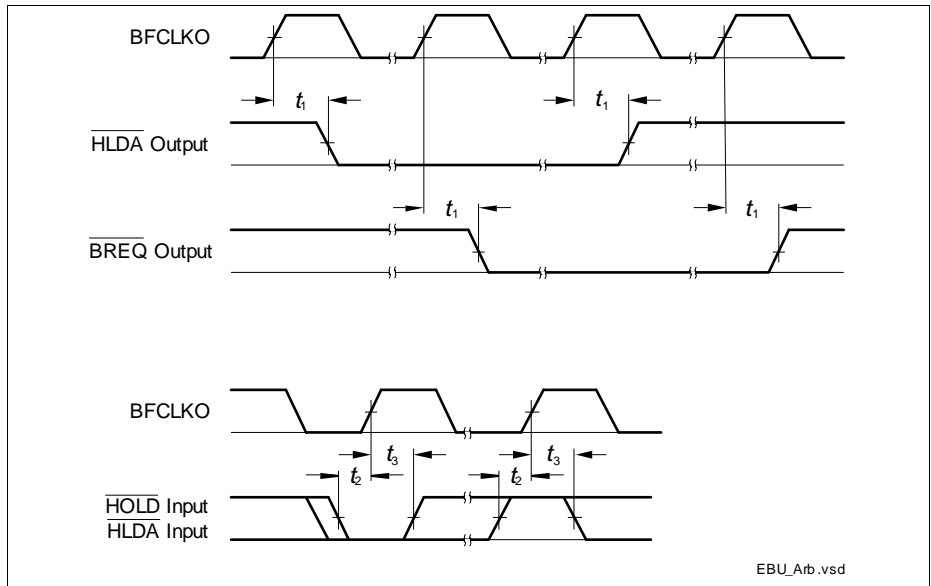 BFCLKO
t1 t1
HLDA Output
t1 t1
BREQ Output
BFCLKO
t3 t3
t2 t2
HOLD Input
HLDA Input
EBU_Arb.vsd